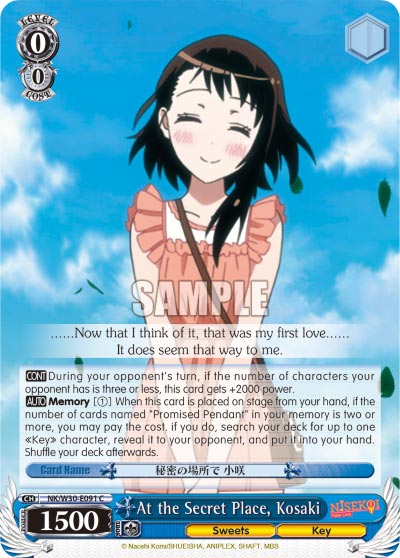 LEVEL
0
0
COST
SAMPLE
......Now that I think of it, that was my first love......
It does seem that way to me.
CONT During your opponent's turn, if the number of characters your
opponent has is three or less, this card gets +2000 power.
AUTO Memory [①] When this card is placed on stage from your hand, if the
number of cards named "Promised Pendant" in your memory is two or
more, you may pay the cost. if you do, search your deck for up to one
«Key» character, reveal it to your opponent, and put it into your hand.
Shuffle your deck afterwards.
Card Name 秘密の場所で 小咲
CH NK/W30-E091 C
POWER 1500
At the Secret Place, Kosaki
NISEKOI
FALSE LOVE
Sweets Key
© Naoshi Komi/SHUEISHA, ANIPLEX, SHAFT, MBS